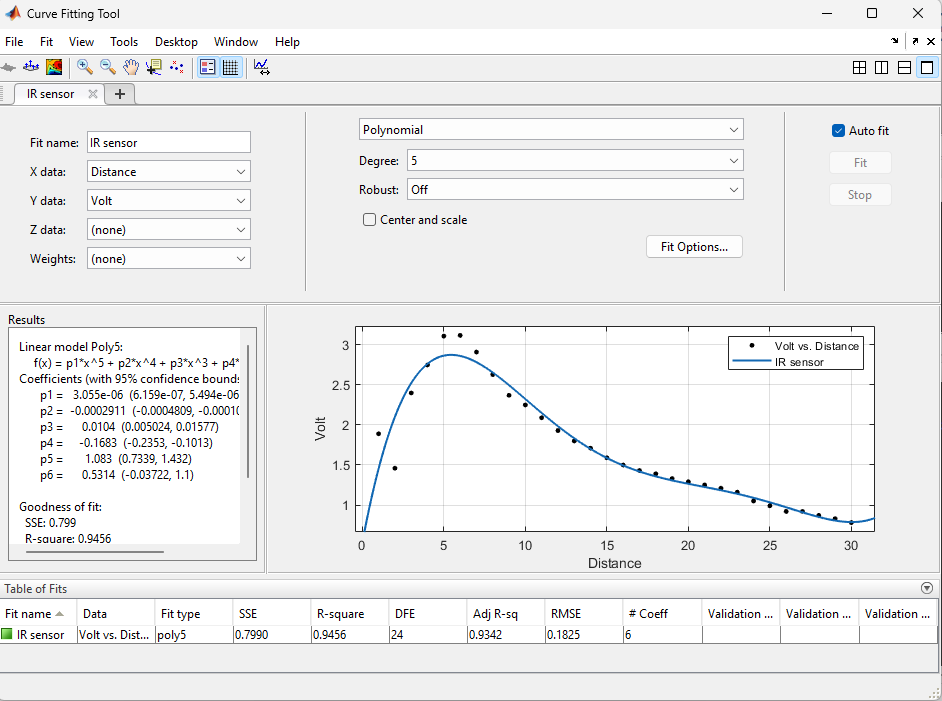 Curve Fitting Tool
File Fit View Tools Desktop Window Help
IR sensor
Fit name: IR sensor
X data: Distance
Y data: Volt
Z data: (none)
Weights: (none)
Polynomial
Degree: 5
Robust: Off
Center and scale
Fit Options...
Auto fit
Fit
Stop
Results
Linear model Poly5:
f(x) = p1*x^5 + p2*x^4 + p3*x^3 + p4*
Coefficients (with 95% confidence bounds
p1 = 3.055e-06 (6.159e-07, 5.494e-06
p2 = -0.0002911 (-0.0004809, -0.00010
p3 = 0.0104 (0.005024, 0.01577)
p4 = -0.1683 (-0.2353, -0.1013)
p5 = 1.083 (0.7339, 1.432)
p6 = 0.5314 (-0.03722, 1.1)
Goodness of fit:
SSE: 0.799
R-square: 0.9456
Volt vs. Distance
IR sensor
3
2.5
2
1.5
1
Volt
0 5 10 15 20 25 30
Distance
Table of Fits
Fit name Data Fit type SSE R-square DFE Adj R-sq RMSE # Coeff Validation ... Validation ... Validation ...
IR sensor Volt vs. Dist... poly5 0.7990 0.9456 24 0.9342 0.1825 6